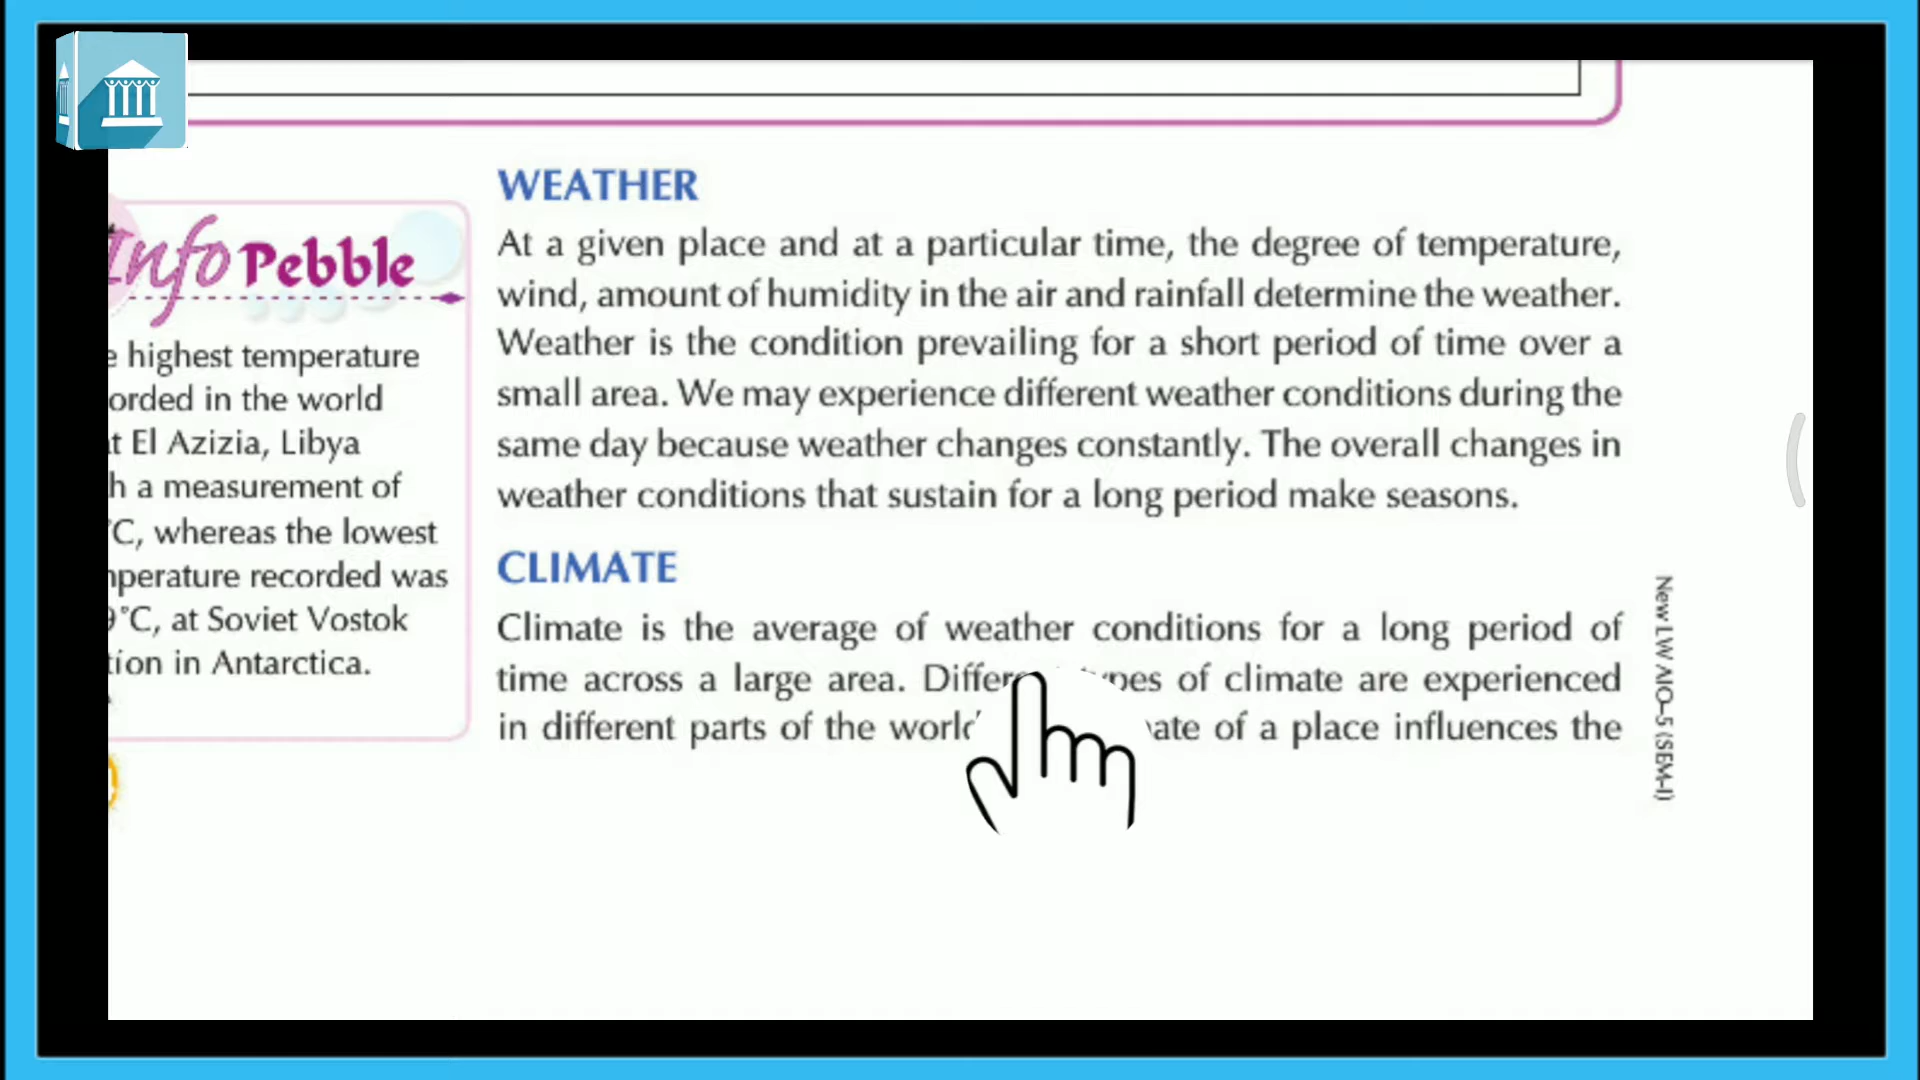 WEATHER
At a given place and at a particular time, the degree of temperature,
wind, amount of humidity in the air and rainfall determine the weather.
Weather is the condition prevailing for a short period of time over a
small area. We may experience different weather conditions during the
same day because weather changes constantly. The overall changes in
weather conditions that sustain for a long period make seasons.
CLIMATE
Climate is the average of weather conditions for a long period of
time across a large area. of climate are experienced
in different parts of the of a place influences the
Info Pebble
highest temperature
in the world
El Azizia, Libya
a measurement of
°C, whereas the lowest
recorded was
°C, at Soviet Vostok
in Antarctica.
New LW AIO–5 (SEM–I)